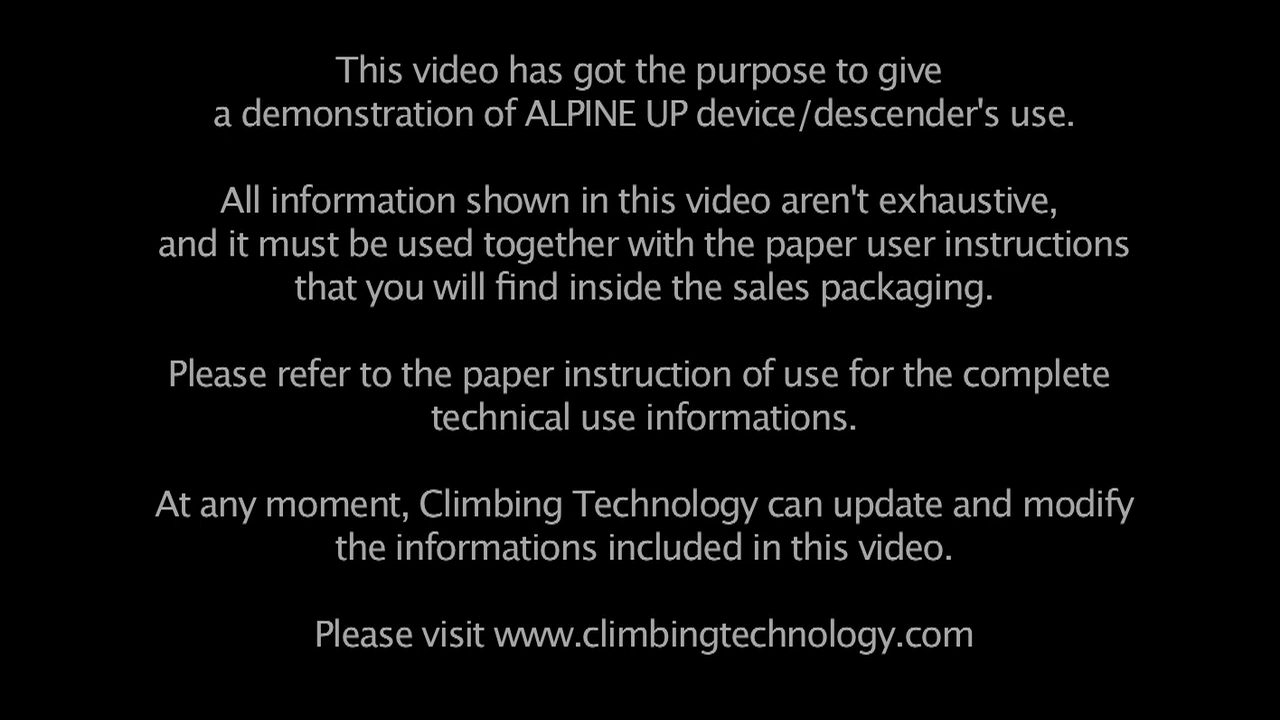 This video has got the purpose to give
a demonstration of ALPINE UP device/descender's use.
All information shown in this video aren't exhaustive,
and it must be used together with the paper user instructions
that you will find inside the sales packaging.
Please refer to the paper instruction of use for the complete
technical use informations.
At any moment, Climbing Technology can update and modify
the informations included in this video.
Please visit www.climbingtechnology.com